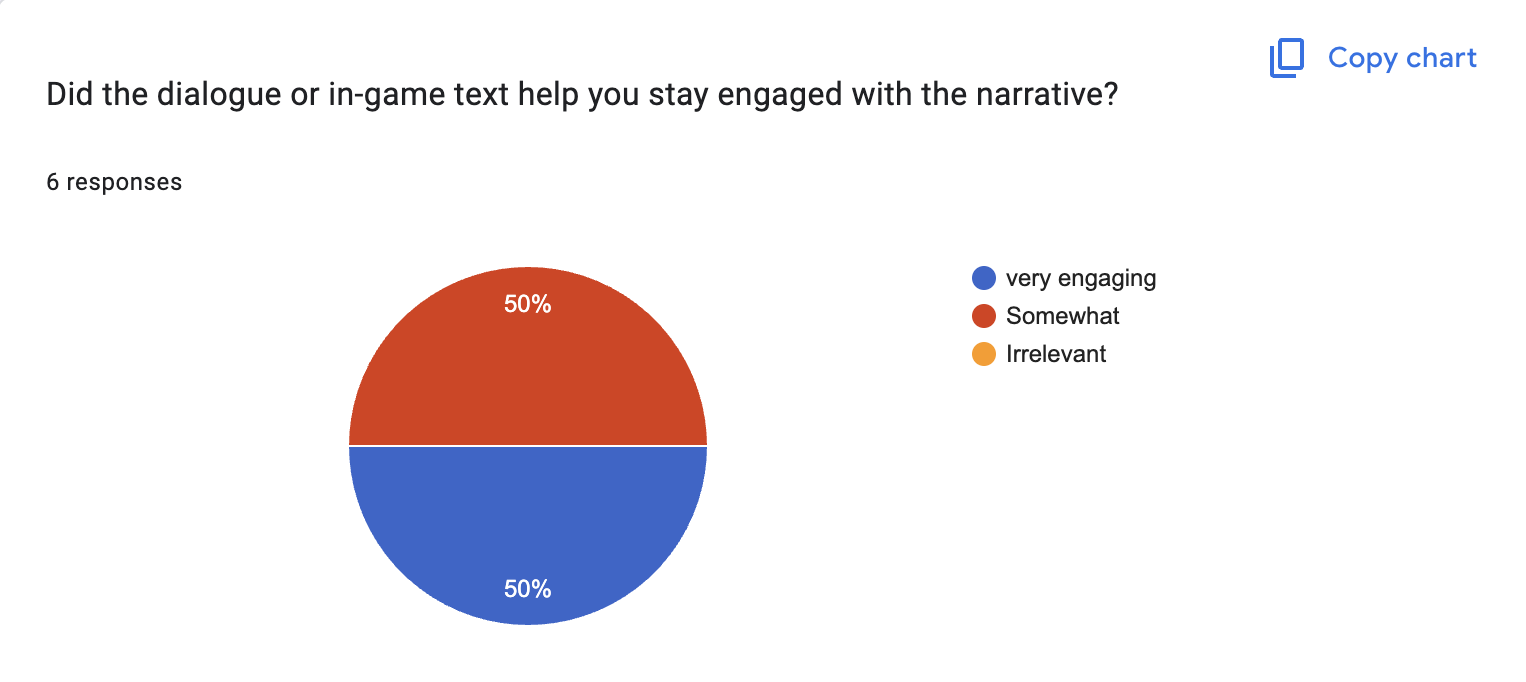 Copy chart
Did the dialogue or in-game text help you stay engaged with the narrative?
6 responses
50%
50%
very engaging
Somewhat
Irrelevant